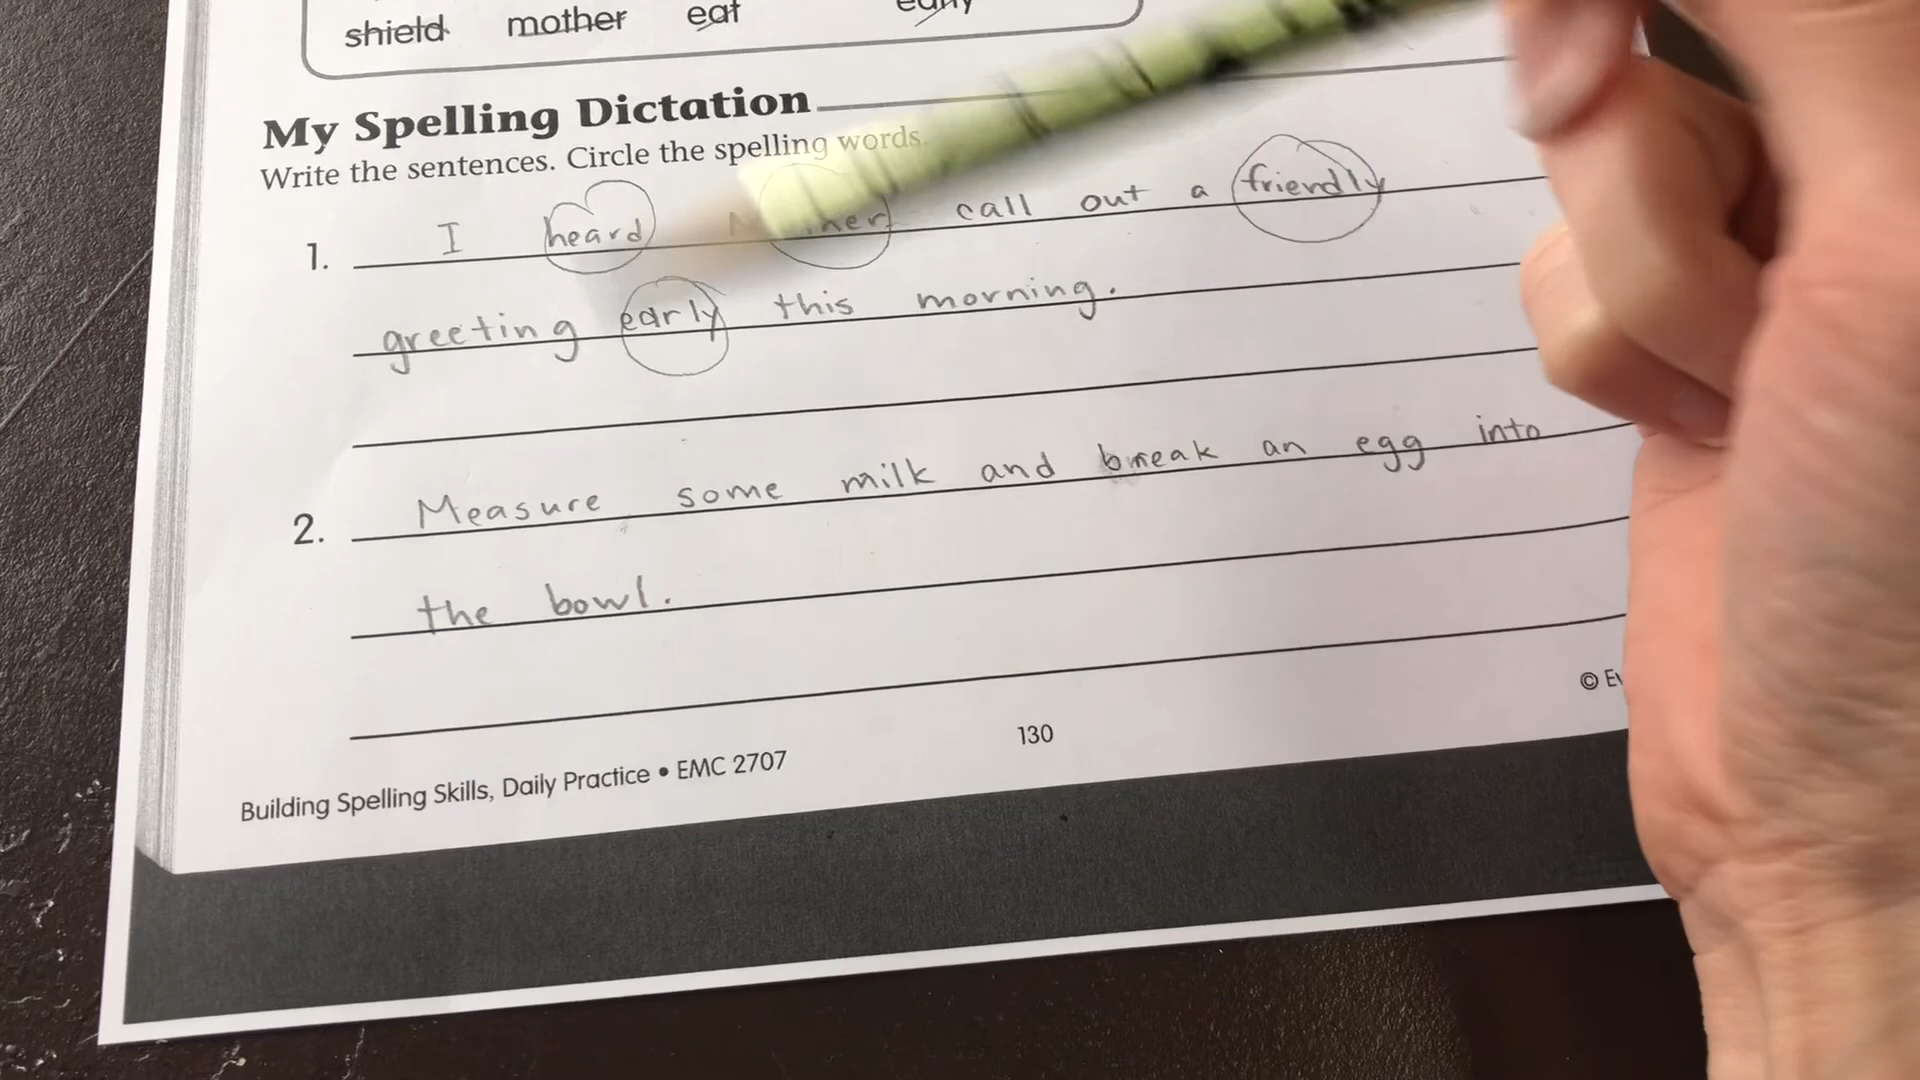 shield mother eat early
My Spelling Dictation
Write the sentences. Circle the spelling words.
1. I heard call out a friendly
greeting early this morning.
2. Measure some milk and break an egg into
the bowl.
130
©
Building Spelling Skills, Daily Practice • EMC 2707